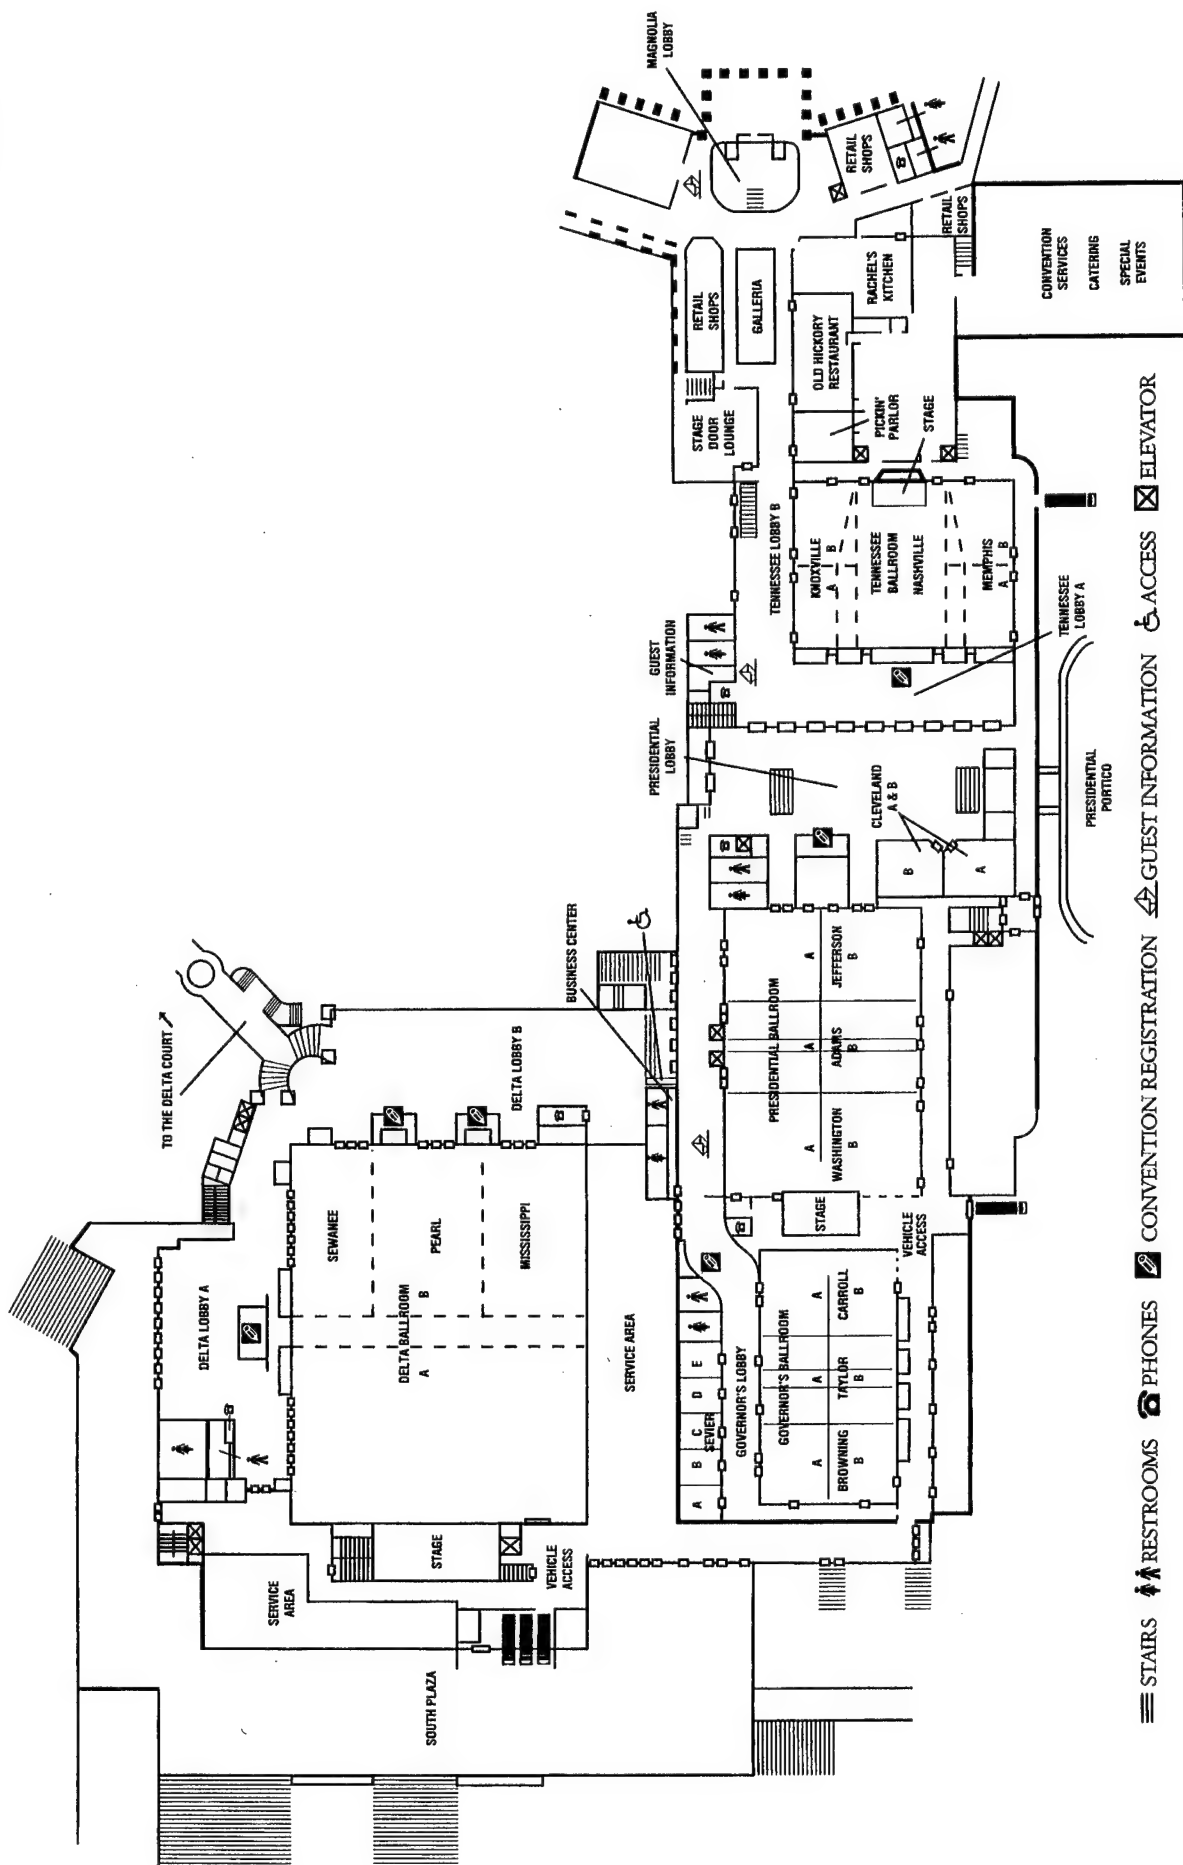 MAGNOLIA
LOBBY
RETAIL
SHOPS
RETAIL
SHOPS
CONVENTION
SERVICES
CATERING
SPECIAL
EVENTS
RETAIL
SHOPS
GALLERIA
RACHEL'S
KITCHEN
OLD HICKORY
RESTAURANT
STAGE
DOOR
LOUNGE
PICKIN'
PARLOR
STAGE
TENNESSEE LOBBY B
KNOXVILLE
A B
TENNESSEE
BALLROOM
NASHVILLE
MEMPHIS
A B
TENNESSEE
LOBBY A
GUEST
INFORMATION
PRESIDENTIAL
LOBBY
CLEVELAND
A & B
B
A
PRESIDENTIAL
PORTICO
BUSINESS CENTER
PRESIDENTIAL BALLROOM
A
JEFFERSON
B
A
ADAMS
B
A
WASHINGTON
B
STAGE
VEHICLE
ACCESS
TO THE DELTA COURT
DELTA LOBBY B
DELTA LOBBY A
SEWANEE
PEARL
MISSISSIPPI
DELTA BALLROOM
A B
SERVICE AREA
GOVERNOR'S LOBBY
SEVIER
A B C D E
GOVERNOR'S BALLROOM
A
CARROLL
B
A
TAYLOR
B
A
BROWNING
B
STAGE
VEHICLE
ACCESS
SERVICE
AREA
SOUTH PLAZA
STAIRS RESTROOMS PHONES CONVENTION REGISTRATION GUEST INFORMATION ACCESS ELEVATOR